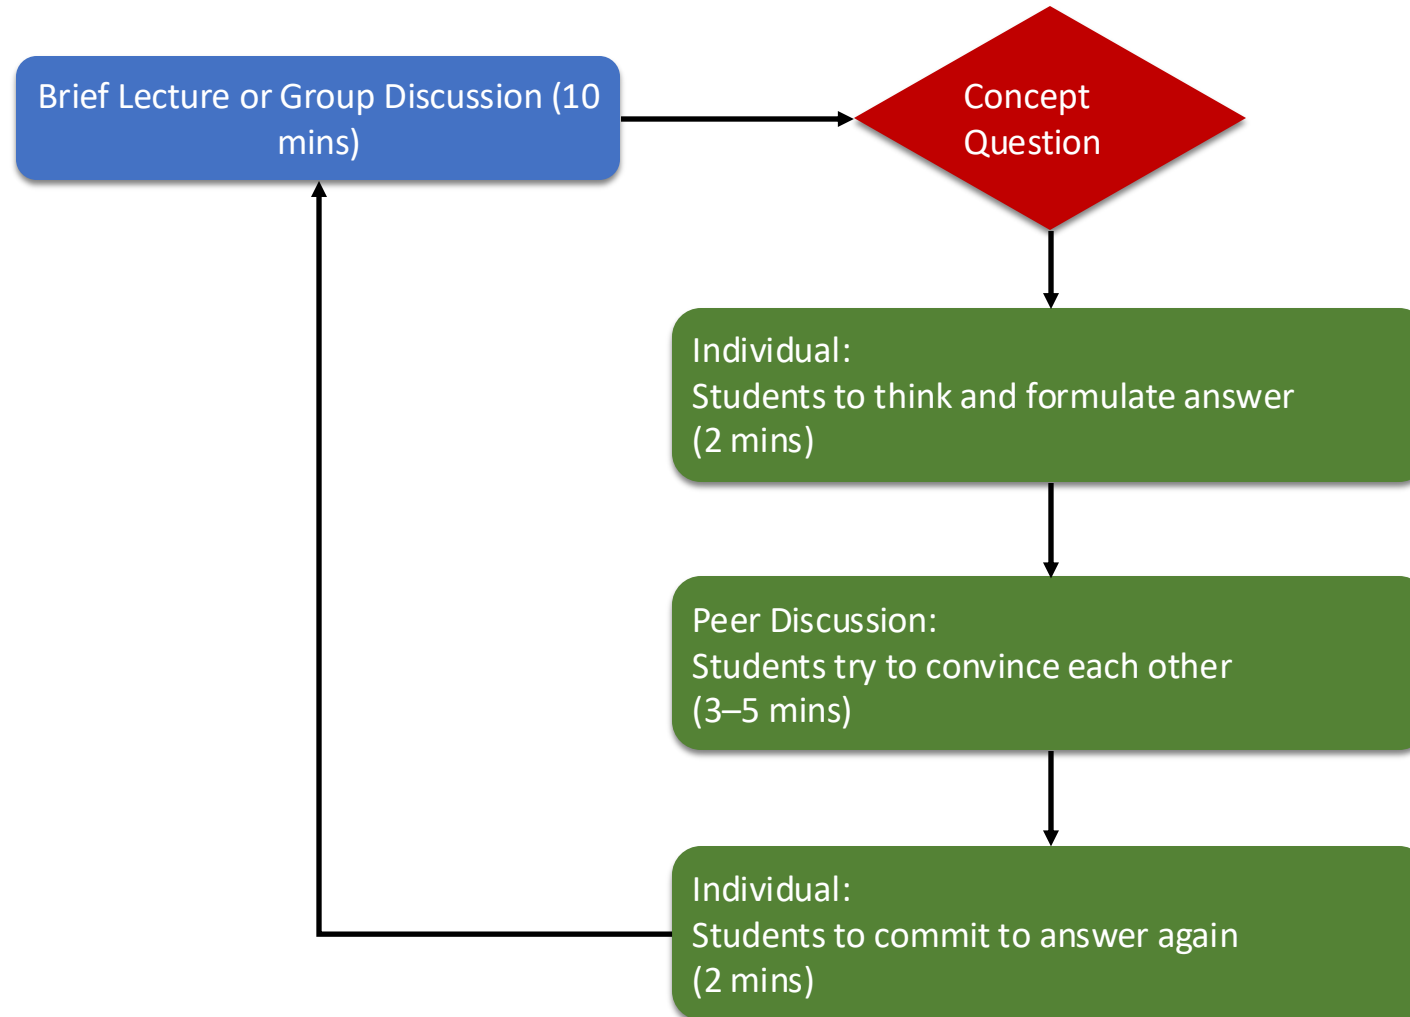 Brief Lecture or Group Discussion (10
mins)
Concept
Question
Individual:
Students to think and formulate answer
(2 mins)
Peer Discussion:
Students try to convince each other
(3–5 mins)
Individual:
Students to commit to answer again
(2 mins)